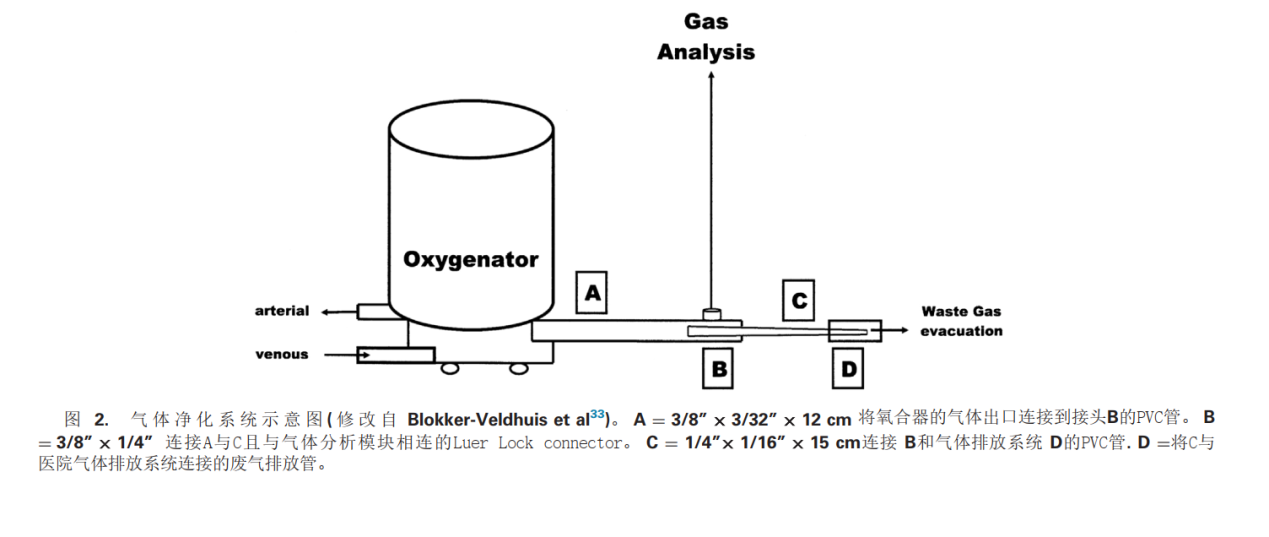 Gas
Analysis
Oxygenator
A
C
arterial
Waste Gas
evacuation
venous
B
D
图 2. 气体净化系统示意图(修改自 Blokker-Veldhuis et al33)。 A = 3/8″ × 3/32″ × 12 cm 将氧合器的气体出口连接到接头B的PVC管。 B
= 3/8″ × 1/4″ 连接A与C且与气体分析模块相连的Luer Lock connector。 C = 1/4″× 1/16″ × 15 cm连接 B和气体排放系统 D的PVC管. D =将C与
医院气体排放系统连接的废气排放管。